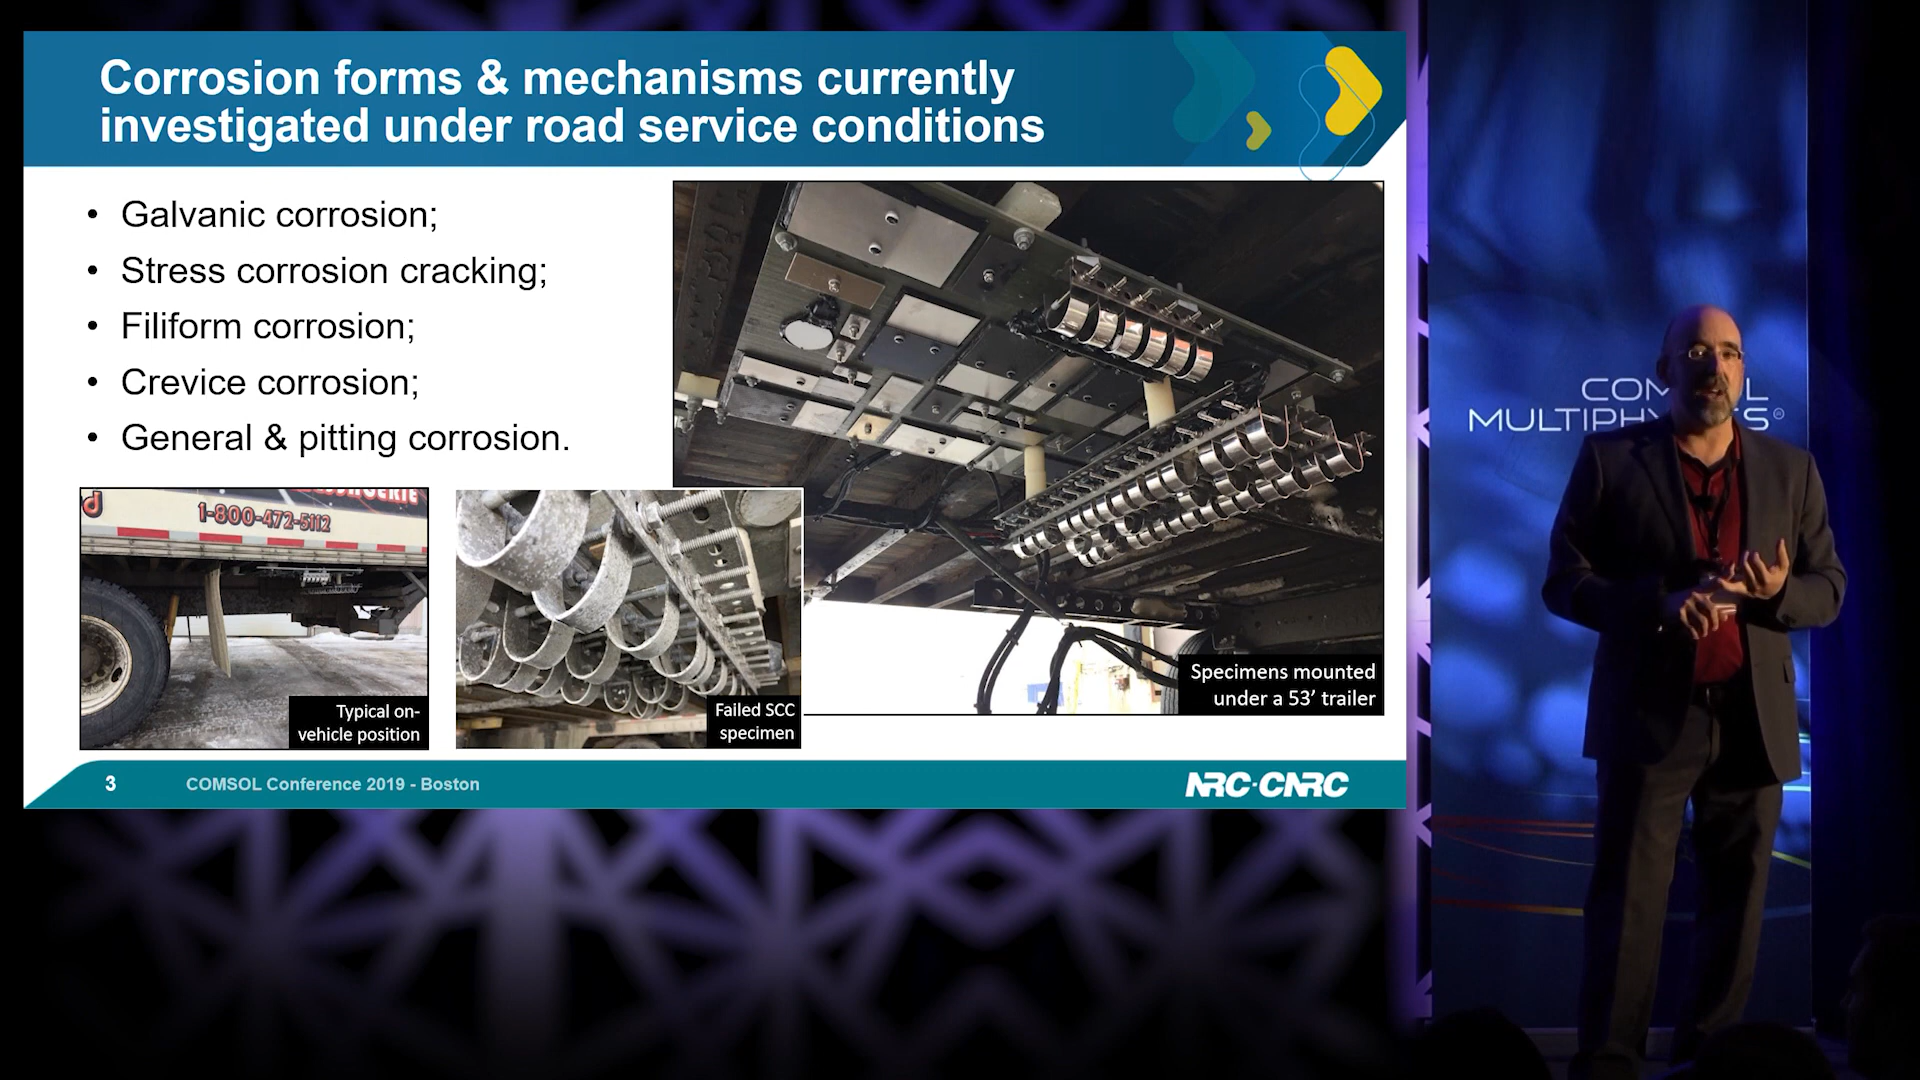 Corrosion forms & mechanisms currently
investigated under road service conditions
• Galvanic corrosion;
• Stress corrosion cracking;
• Filiform corrosion;
• Crevice corrosion;
• General & pitting corrosion.
1-800-472-5112
Typical on-
vehicle position
Failed SCC
specimen
Specimens mounted
under a 53’ trailer
3
COMSOL Conference 2019 - Boston
NRC·CNRC